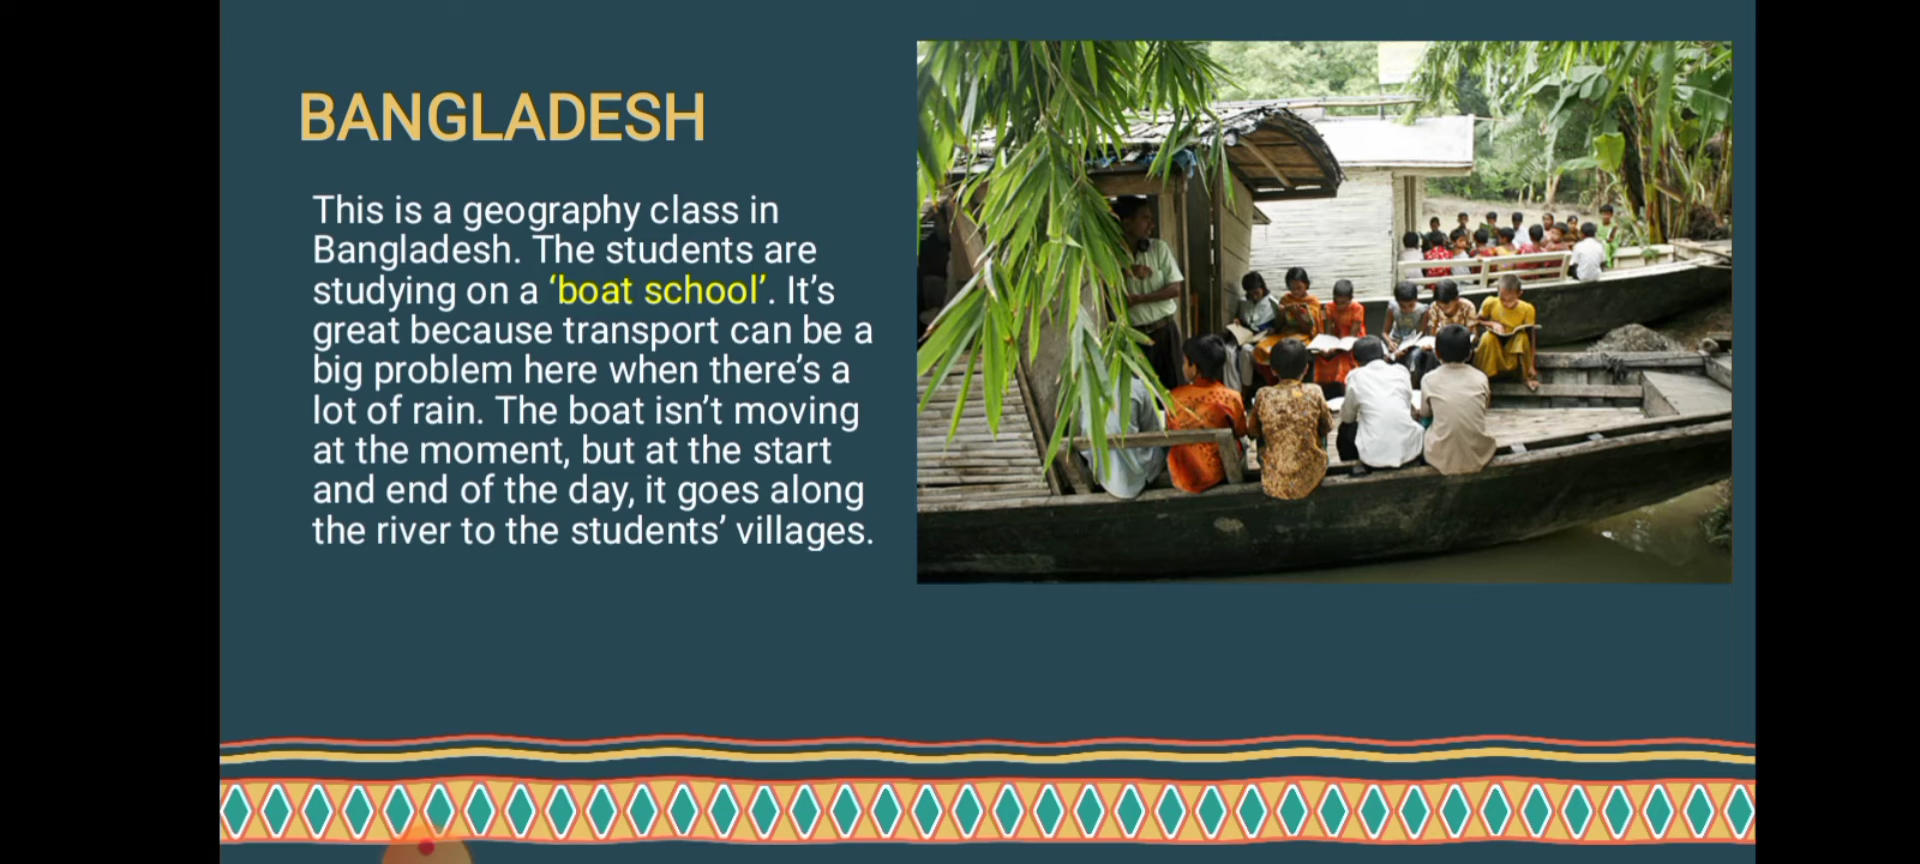 BANGLADESH
This is a geography class in
Bangladesh. The students are
studying on a ‘boat school’. It’s
great because transport can be a
big problem here when there’s a
lot of rain. The boat isn’t moving
at the moment, but at the start
and end of the day, it goes along
the river to the students’ villages.